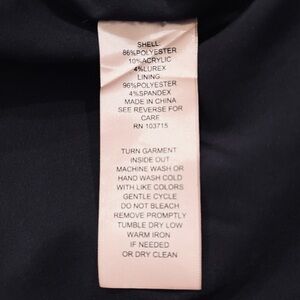 SHELL:
86%POLYESTER
10%ACRYLIC
4%LUREX
LINING:
96%POLYESTER
4%SPANDEX
MADE IN CHINA
SEE REVERSE FOR
CARE
RN 103715
TURN GARMENT
INSIDE OUT
MACHINE WASH OR
HAND WASH COLD
WITH LIKE COLORS
GENTLE CYCLE
DO NOT BLEACH
REMOVE PROMPTLY
TUMBLE DRY LOW
WARM IRON
IF NEEDED
OR DRY CLEAN